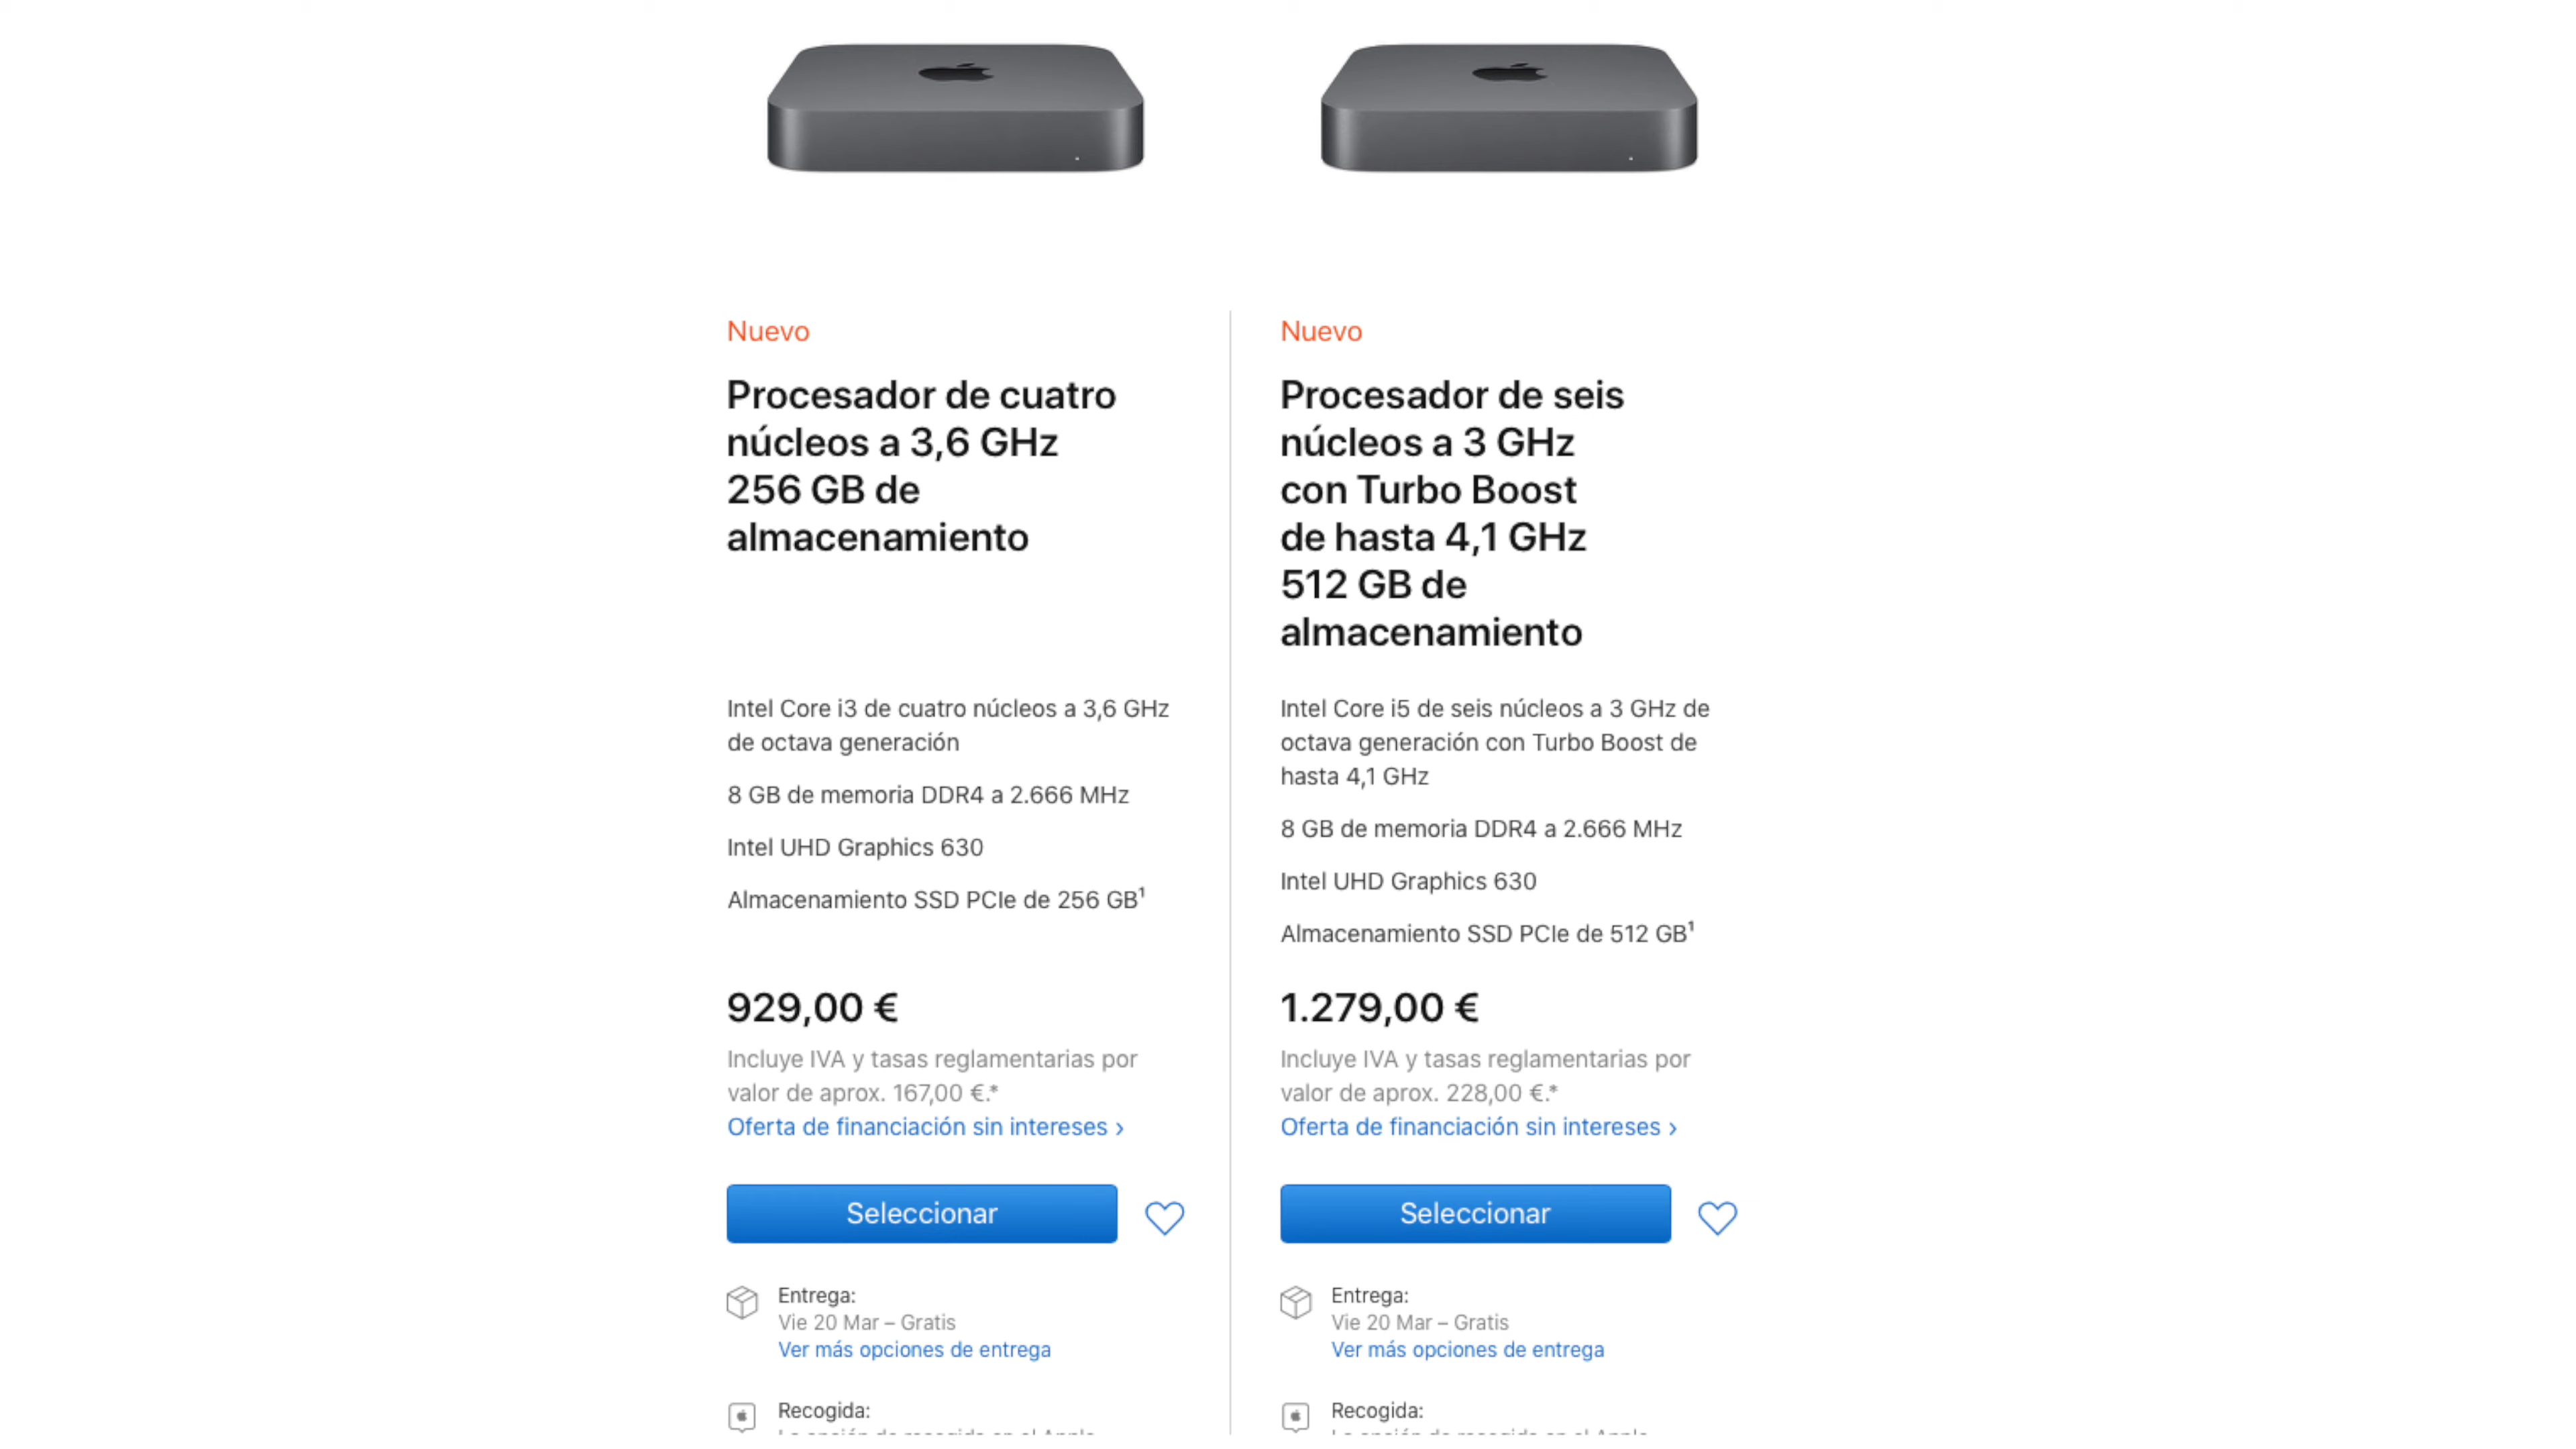 Nuevo
Procesador de cuatro
núcleos a 3,6 GHz
256 GB de
almacenamiento
Intel Core i3 de cuatro núcleos a 3,6 GHz
de octava generación
8 GB de memoria DDR4 a 2.666 MHz
Intel UHD Graphics 630
Almacenamiento SSD PCIe de 256 GB¹
929,00 €
Incluye IVA y tasas reglamentarias por
valor de aprox. 167,00 €.*
Oferta de financiación sin intereses ›
Seleccionar
Entrega:
Vie 20 Mar – Gratis
Ver más opciones de entrega
Recogida:
Nuevo
Procesador de seis
núcleos a 3 GHz
con Turbo Boost
de hasta 4,1 GHz
512 GB de
almacenamiento
Intel Core i5 de seis núcleos a 3 GHz de
octava generación con Turbo Boost de
hasta 4,1 GHz
8 GB de memoria DDR4 a 2.666 MHz
Intel UHD Graphics 630
Almacenamiento SSD PCIe de 512 GB¹
1.279,00 €
Incluye IVA y tasas reglamentarias por
valor de aprox. 228,00 €.*
Oferta de financiación sin intereses ›
Seleccionar
Entrega:
Vie 20 Mar – Gratis
Ver más opciones de entrega
Recogida: